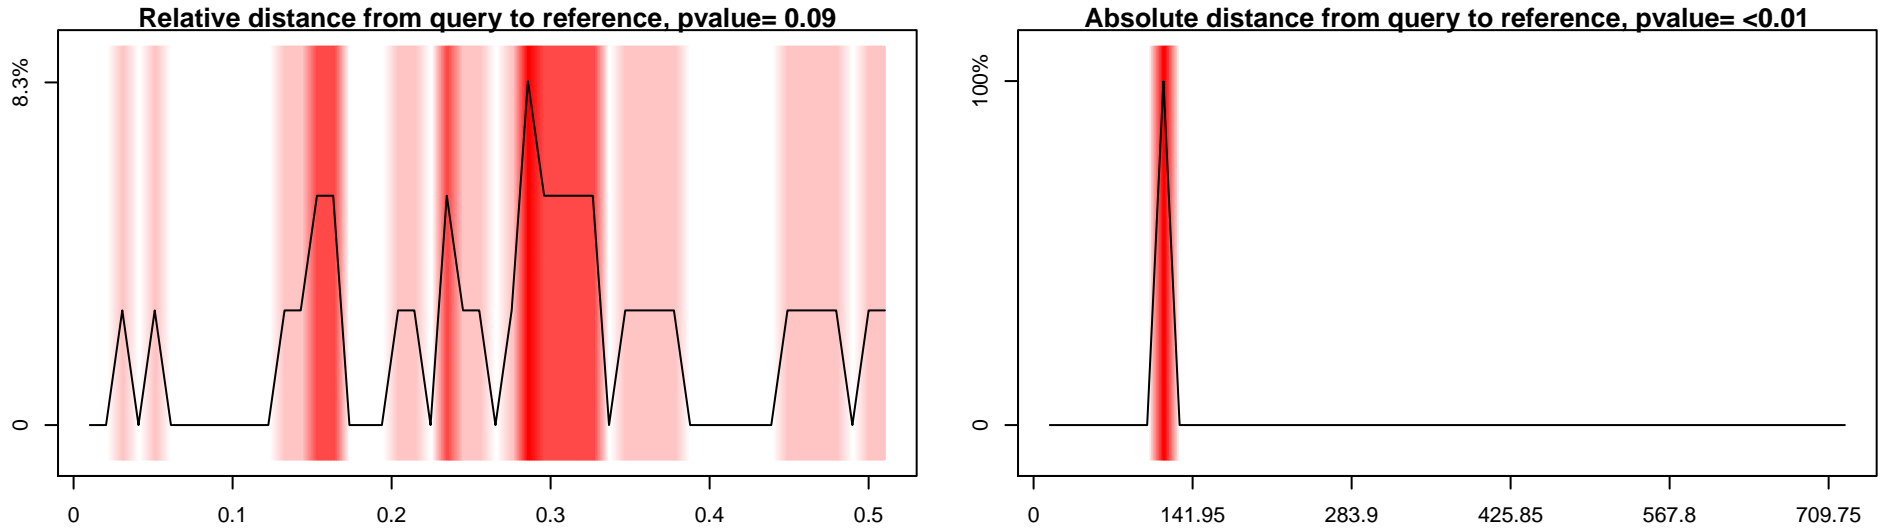 Relative distance from query to reference, pvalue= 0.09
8.3%
0
0 0.1 0.2 0.3 0.4 0.5
Absolute distance from query to reference, pvalue= <0.01
100%
0
0 141.95 283.9 425.85 567.8 709.75